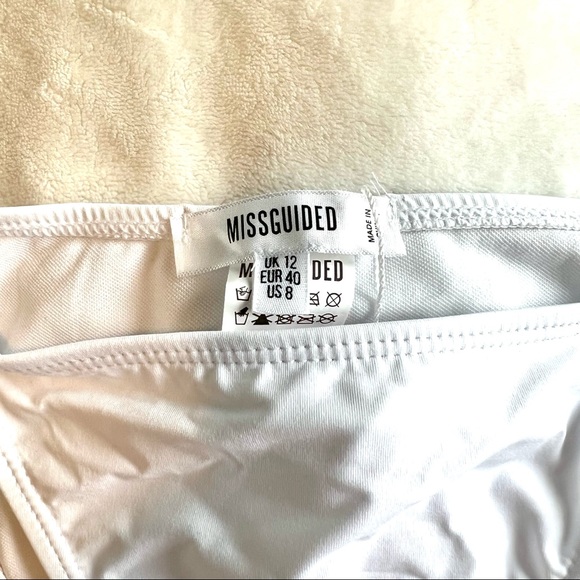 MISSGUIDED
MADE IN
UK 12
M DED
EUR 40
US 8